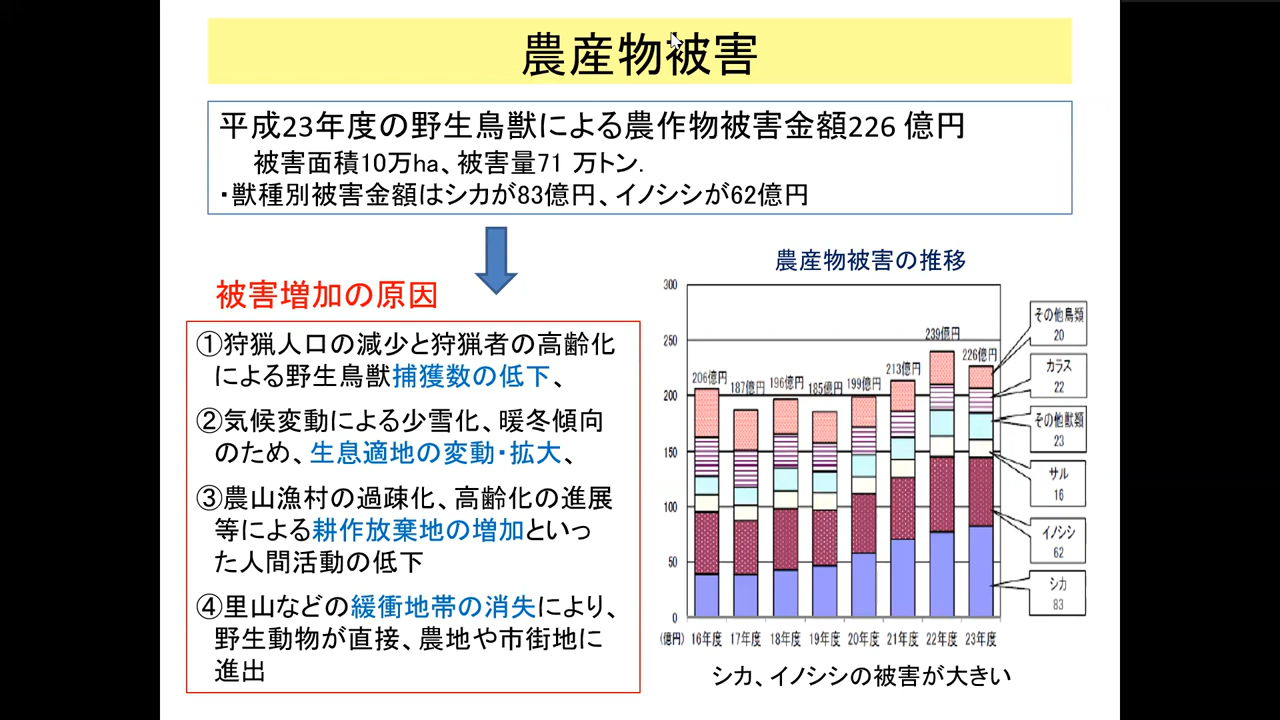 農産物被害
平成23年度の野生鳥獣による農作物被害金額226 億円
被害面積10万ha、被害量71 万トン.
・獣種別被害金額はシカが83億円、イノシシが62億円
被害増加の原因
①狩猟人口の減少と狩猟者の高齢化
による野生鳥獣捕獲数の低下、
②気候変動による少雪化、暖冬傾向
のため、生息適地の変動・拡大、
③農山漁村の過疎化、高齢化の進展
等による耕作放棄地の増加といっ
た人間活動の低下
④里山などの緩衝地帯の消失により、
野生動物が直接、農地や市街地に
進出
農産物被害の推移
300
250
200
150
100
50
0
(億円)
206億円
187億円
196億円
185億円
199億円
213億円
239億円
226億円
16年度
17年度
18年度
19年度
20年度
21年度
22年度
23年度
その他鳥類
20
カラス
22
その他獣類
23
サル
16
イノシシ
62
シカ
83
シカ、イノシシの被害が大きい